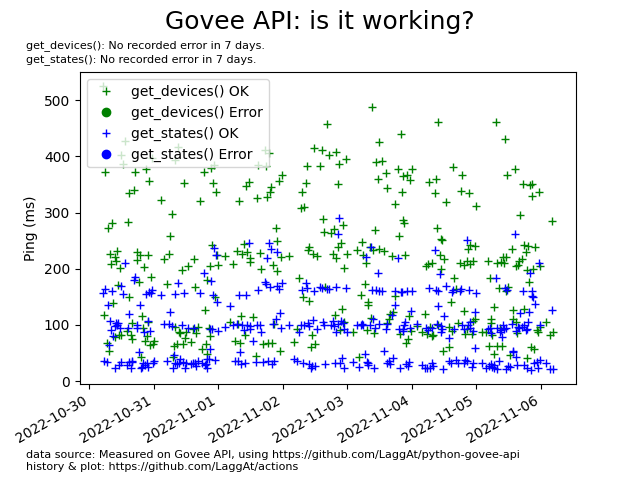 Govee API: is it working?
get_devices(): No recorded error in 7 days.
get_states(): No recorded error in 7 days.
get_devices() OK
get_devices() Error
get_states() OK
get_states() Error
Ping (ms)
500
400
300
200
100
0
2022-10-30
2022-10-31
2022-11-01
2022-11-02
2022-11-03
2022-11-04
2022-11-05
2022-11-06
data source: Measured on Govee API, using https://github.com/LaggAt/python-govee-api
history & plot: https://github.com/LaggAt/actions